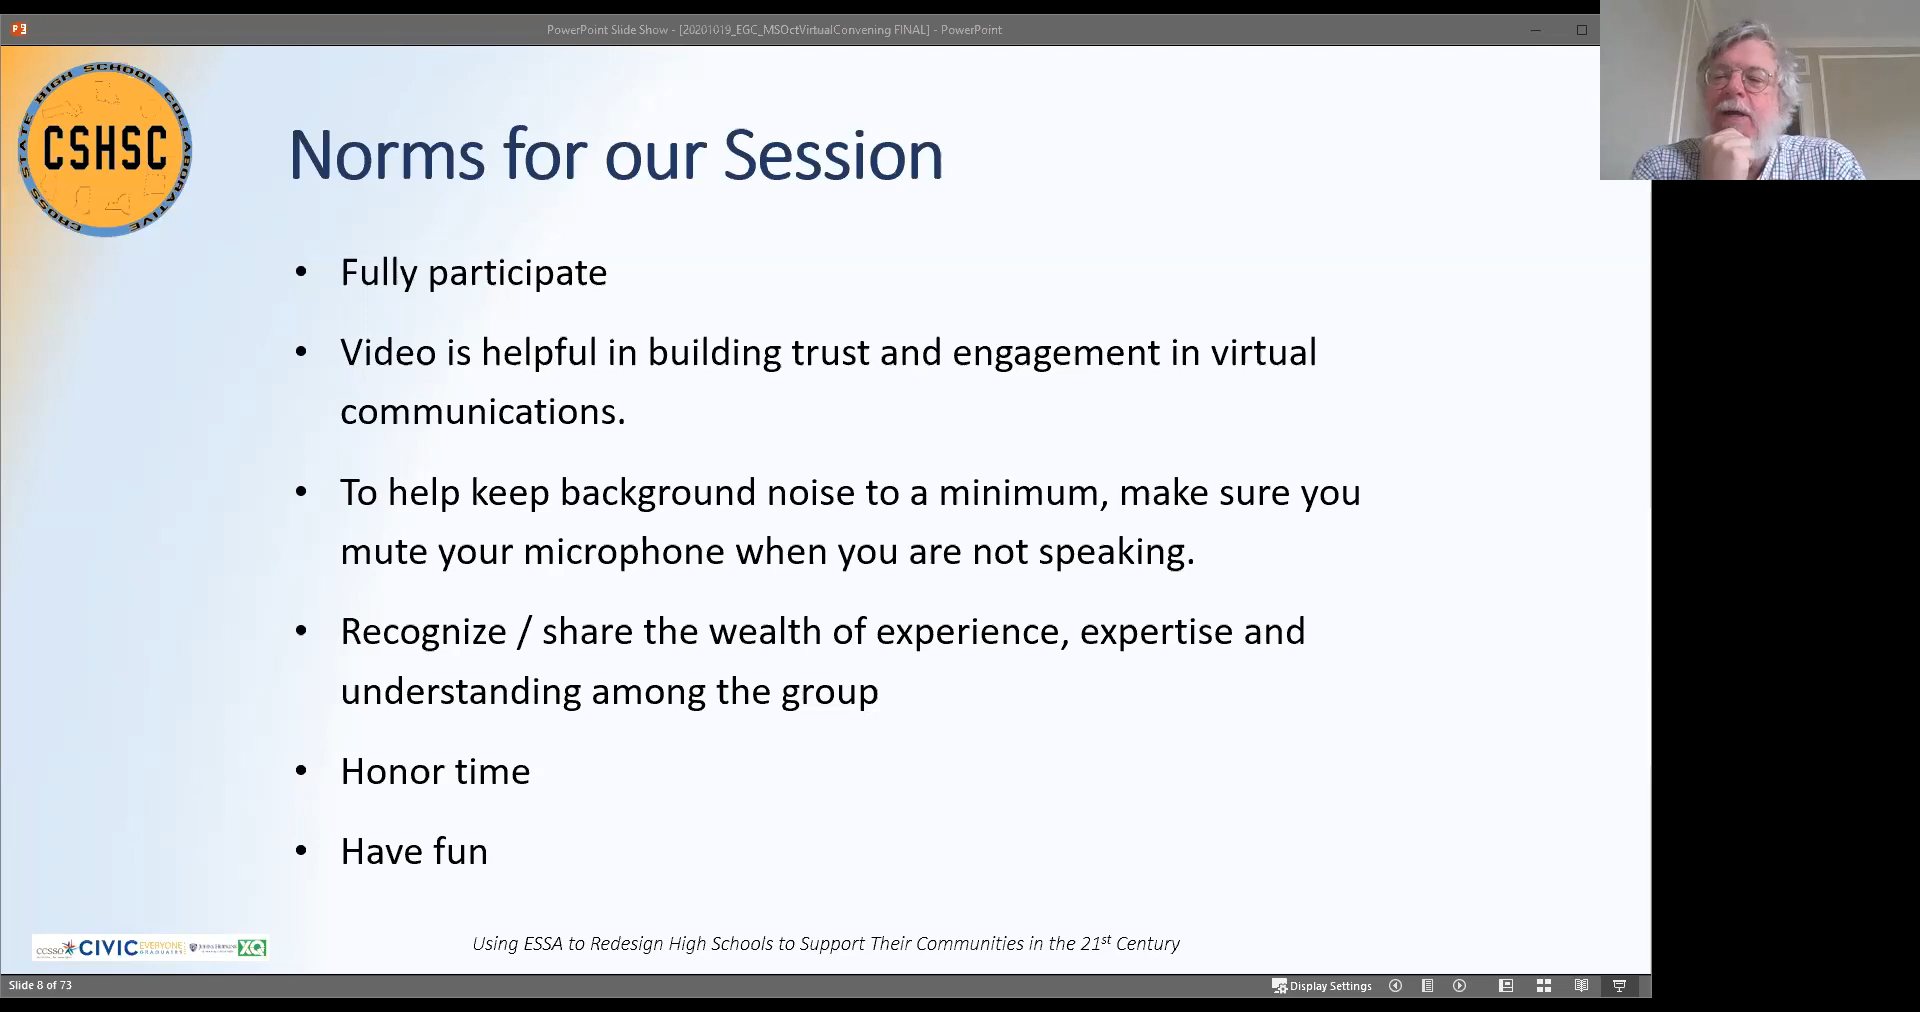 PowerPoint Slide Show - [20201019_EGC_MSOctVirtualConvening FINAL] - PowerPoint
CROSS STATE HIGH SCHOOL COLLABORATIVE
CSHSC
Norms for our Session
• Fully participate
• Video is helpful in building trust and engagement in virtual
communications.
• To help keep background noise to a minimum, make sure you
mute your microphone when you are not speaking.
• Recognize / share the wealth of experience, expertise and
understanding among the group
• Honor time
• Have fun
ccsso CIVIC EVERYONE GRADUATES JOHNS HOPKINS XQ
Using ESSA to Redesign High Schools to Support Their Communities in the 21st Century
Slide 8 of 73
Display Settings